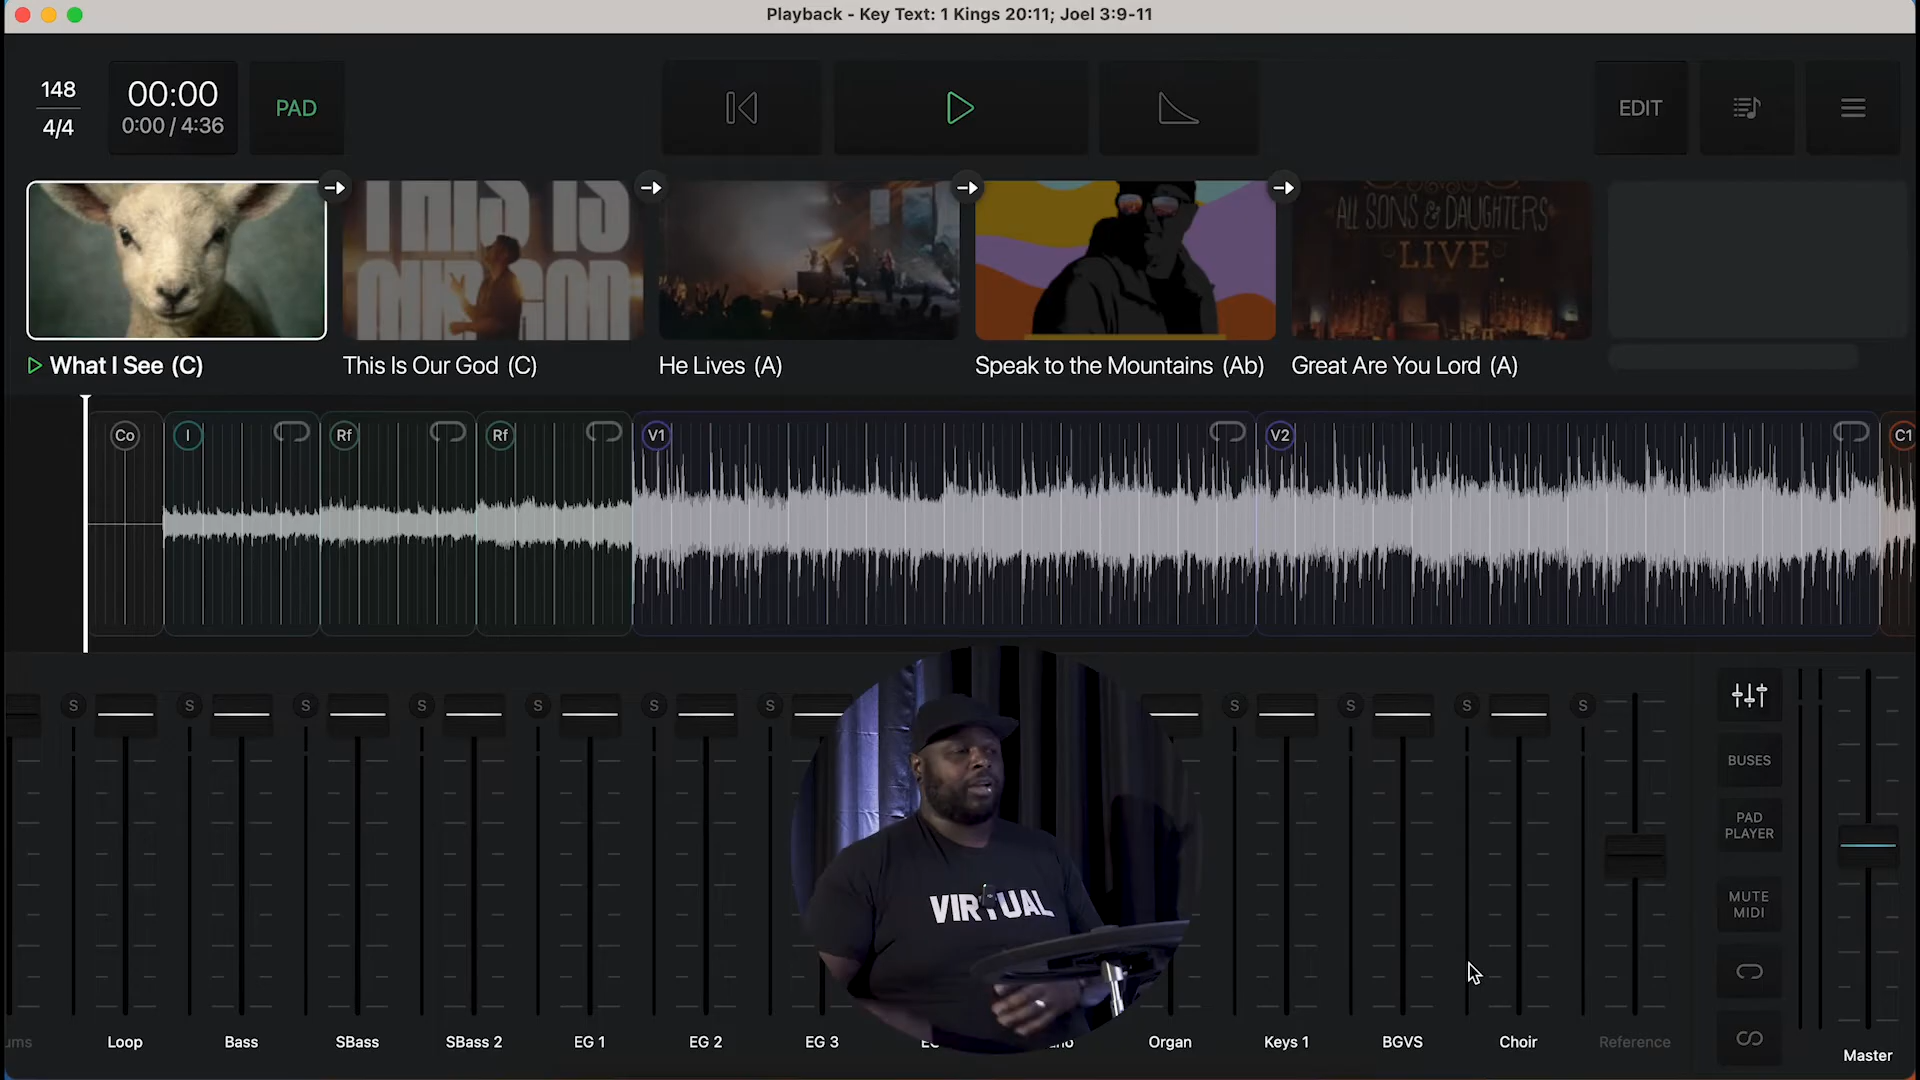 Playback - Key Text: 1 Kings 20:11; Joel 3:9-11
148
4/4
00:00
0:00 / 4:36
PAD
EDIT
THIS IS
OUR GOD
ALL SONS & DAUGHTERS
LIVE
What I See (C)
This Is Our God (C)
He Lives (A)
Speak to the Mountains (Ab)
Great Are You Lord (A)
Co
I
Rf
Rf
V1
V2
C1
S S S S S S S S S S S
BUSES
PAD
PLAYER
MUTE
MIDI
VIRTUAL
Loop
Bass
SBass
SBass 2
EG 1
EG 2
EG 3
Organ
Keys 1
BGVS
Choir
Reference
Master